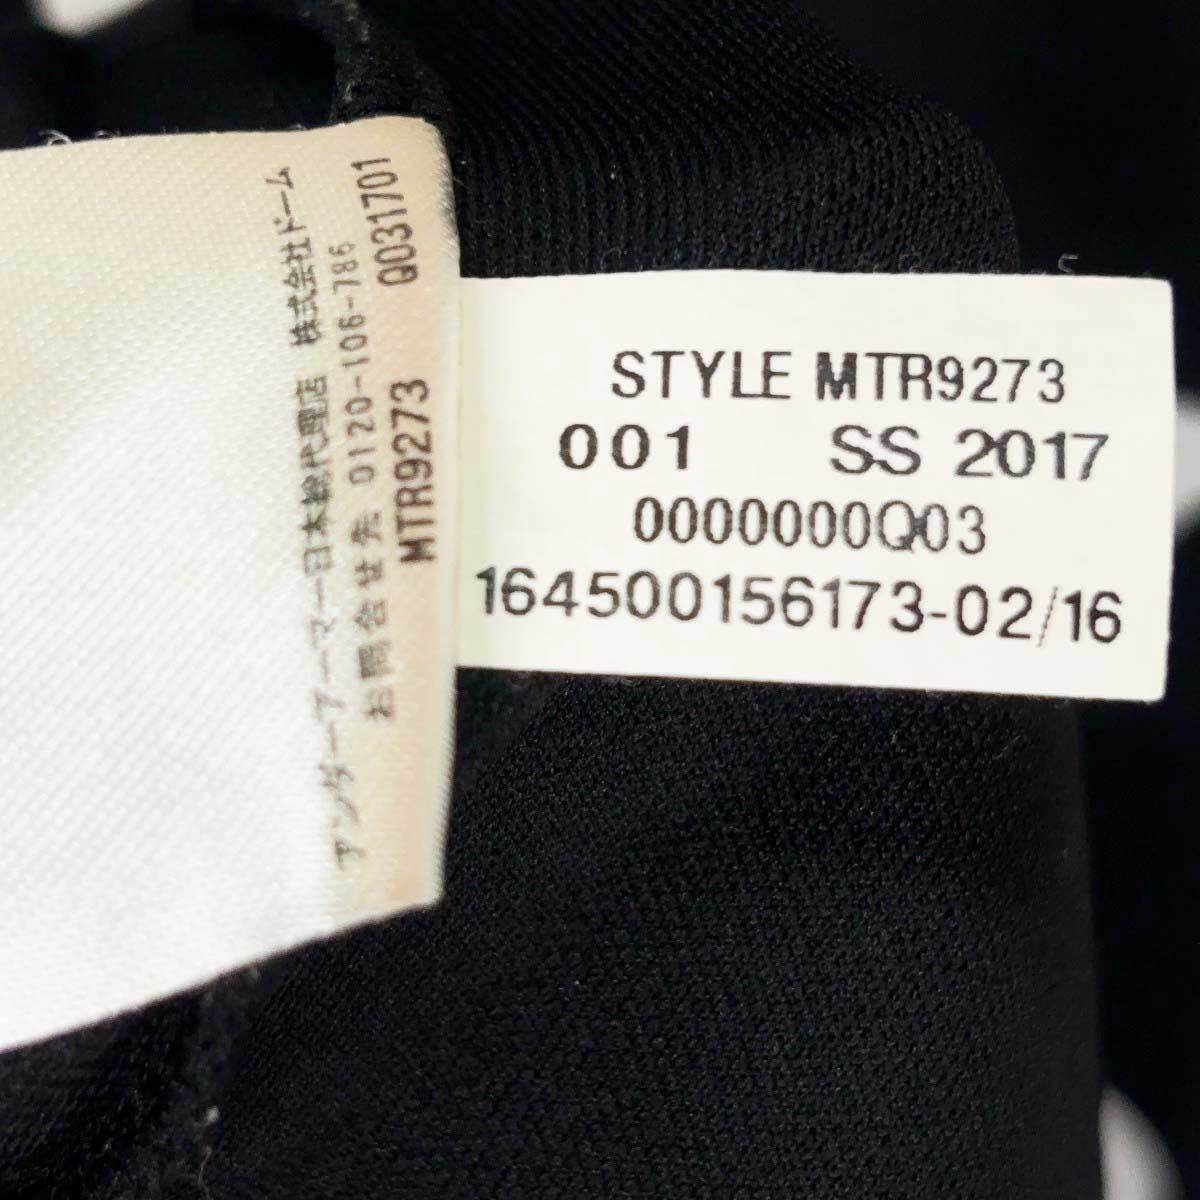 アンダーアーマー日本総代理店 株式会社ドーム
お問合せ先 0120-106-786
MTR9273 Q031701
STYLE MTR9273
001 SS 2017
0000000Q03
164500156173-02/16